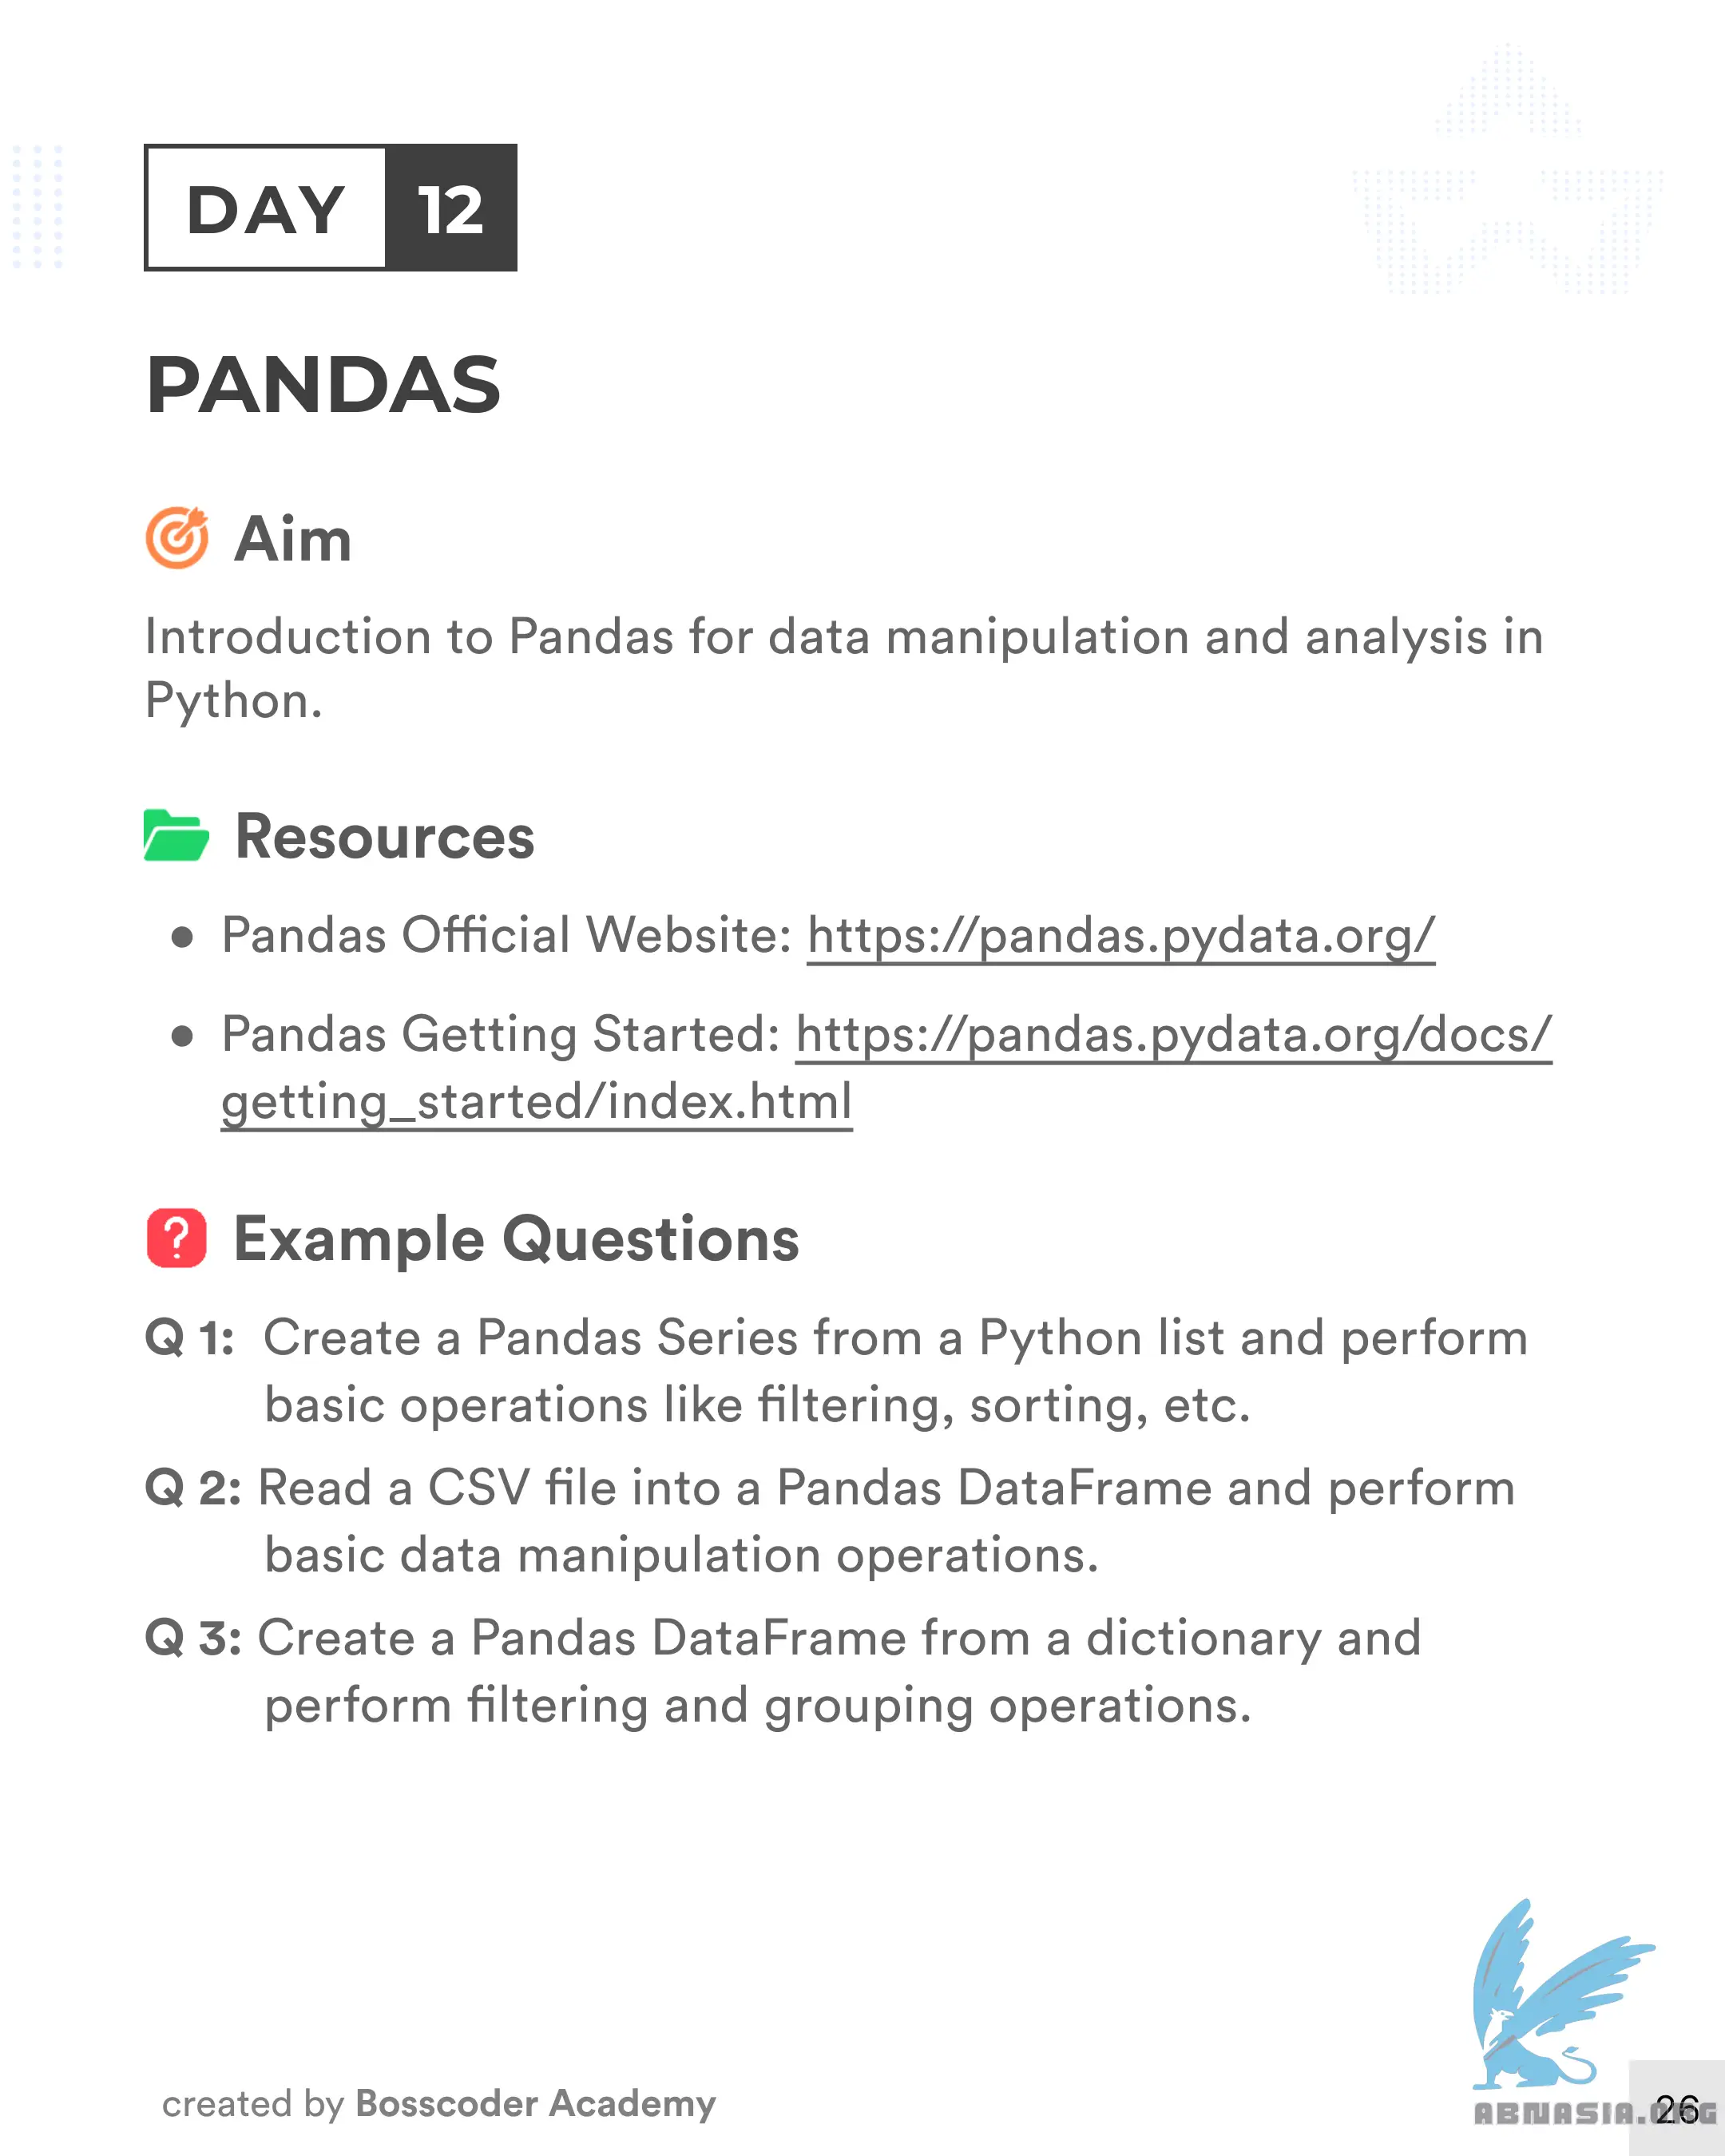 DAY 12
PANDAS
Aim
Introduction to Pandas for data manipulation and analysis in
Python.
Resources
● Pandas Official Website: https://pandas.pydata.org/
● Pandas Getting Started: https://pandas.pydata.org/docs/
getting_started/index.html
? Example Questions
Q 1: Create a Pandas Series from a Python list and perform
basic operations like filtering, sorting, etc.
Q 2: Read a CSV file into a Pandas DataFrame and perform
basic data manipulation operations.
Q 3: Create a Pandas DataFrame from a dictionary and
perform filtering and grouping operations.
created by Bosscoder Academy
ABNASIA.ORG
26